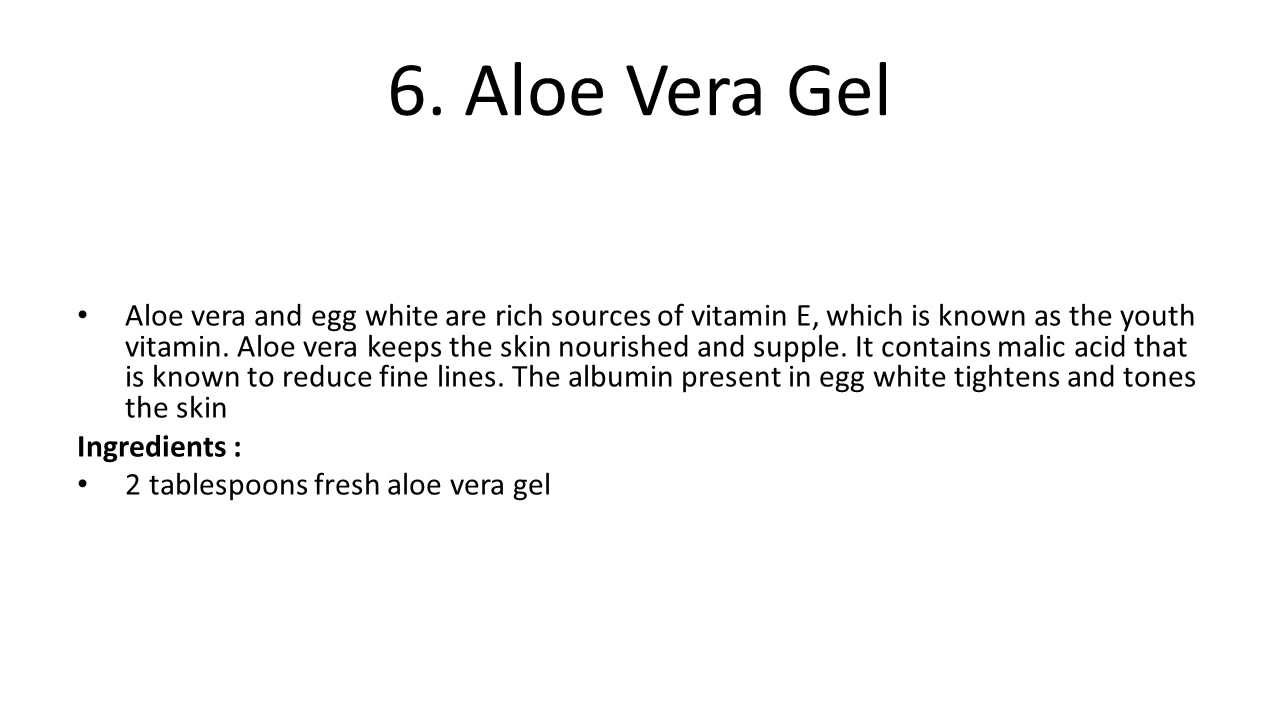 6. Aloe Vera Gel
• Aloe vera and egg white are rich sources of vitamin E, which is known as the youth
vitamin. Aloe vera keeps the skin nourished and supple. It contains malic acid that
is known to reduce fine lines. The albumin present in egg white tightens and tones
the skin
Ingredients :
• 2 tablespoons fresh aloe vera gel